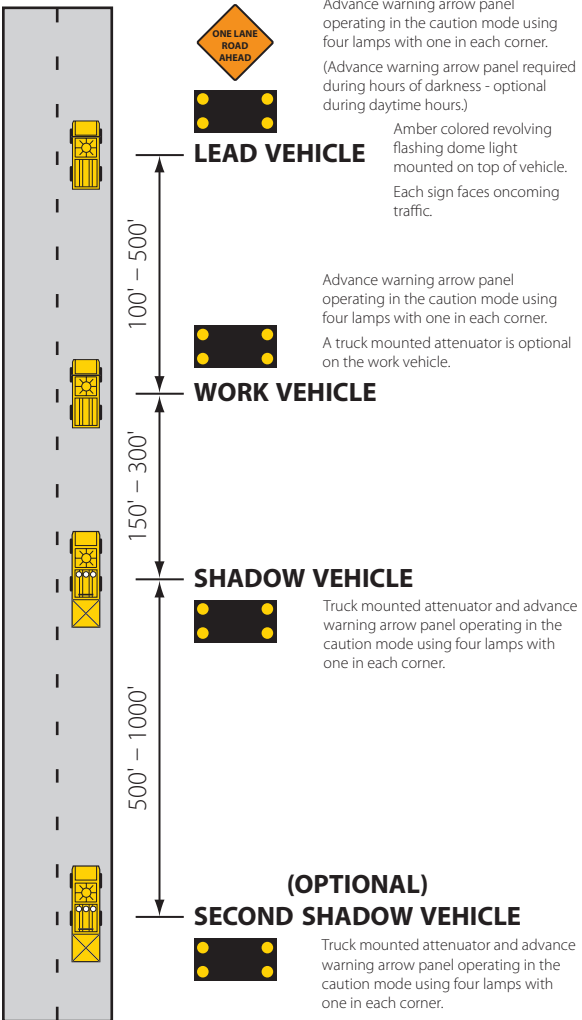 Advance warning arrow panel
operating in the caution mode using
four lamps with one in each corner.
(Advance warning arrow panel required
during hours of darkness - optional
during daytime hours.)
ONE LANE
ROAD
AHEAD
Amber colored revolving
flashing dome light
mounted on top of vehicle.
Each sign faces oncoming
traffic.
LEAD VEHICLE
100' – 500'
Advance warning arrow panel
operating in the caution mode using
four lamps with one in each corner.
A truck mounted attenuator is optional
on the work vehicle.
WORK VEHICLE
150' – 300'
SHADOW VEHICLE
Truck mounted attenuator and advance
warning arrow panel operating in the
caution mode using four lamps with
one in each corner.
500' – 1000'
(OPTIONAL)
SECOND SHADOW VEHICLE
Truck mounted attenuator and advance
warning arrow panel operating in the
caution mode using four lamps with
one in each corner.